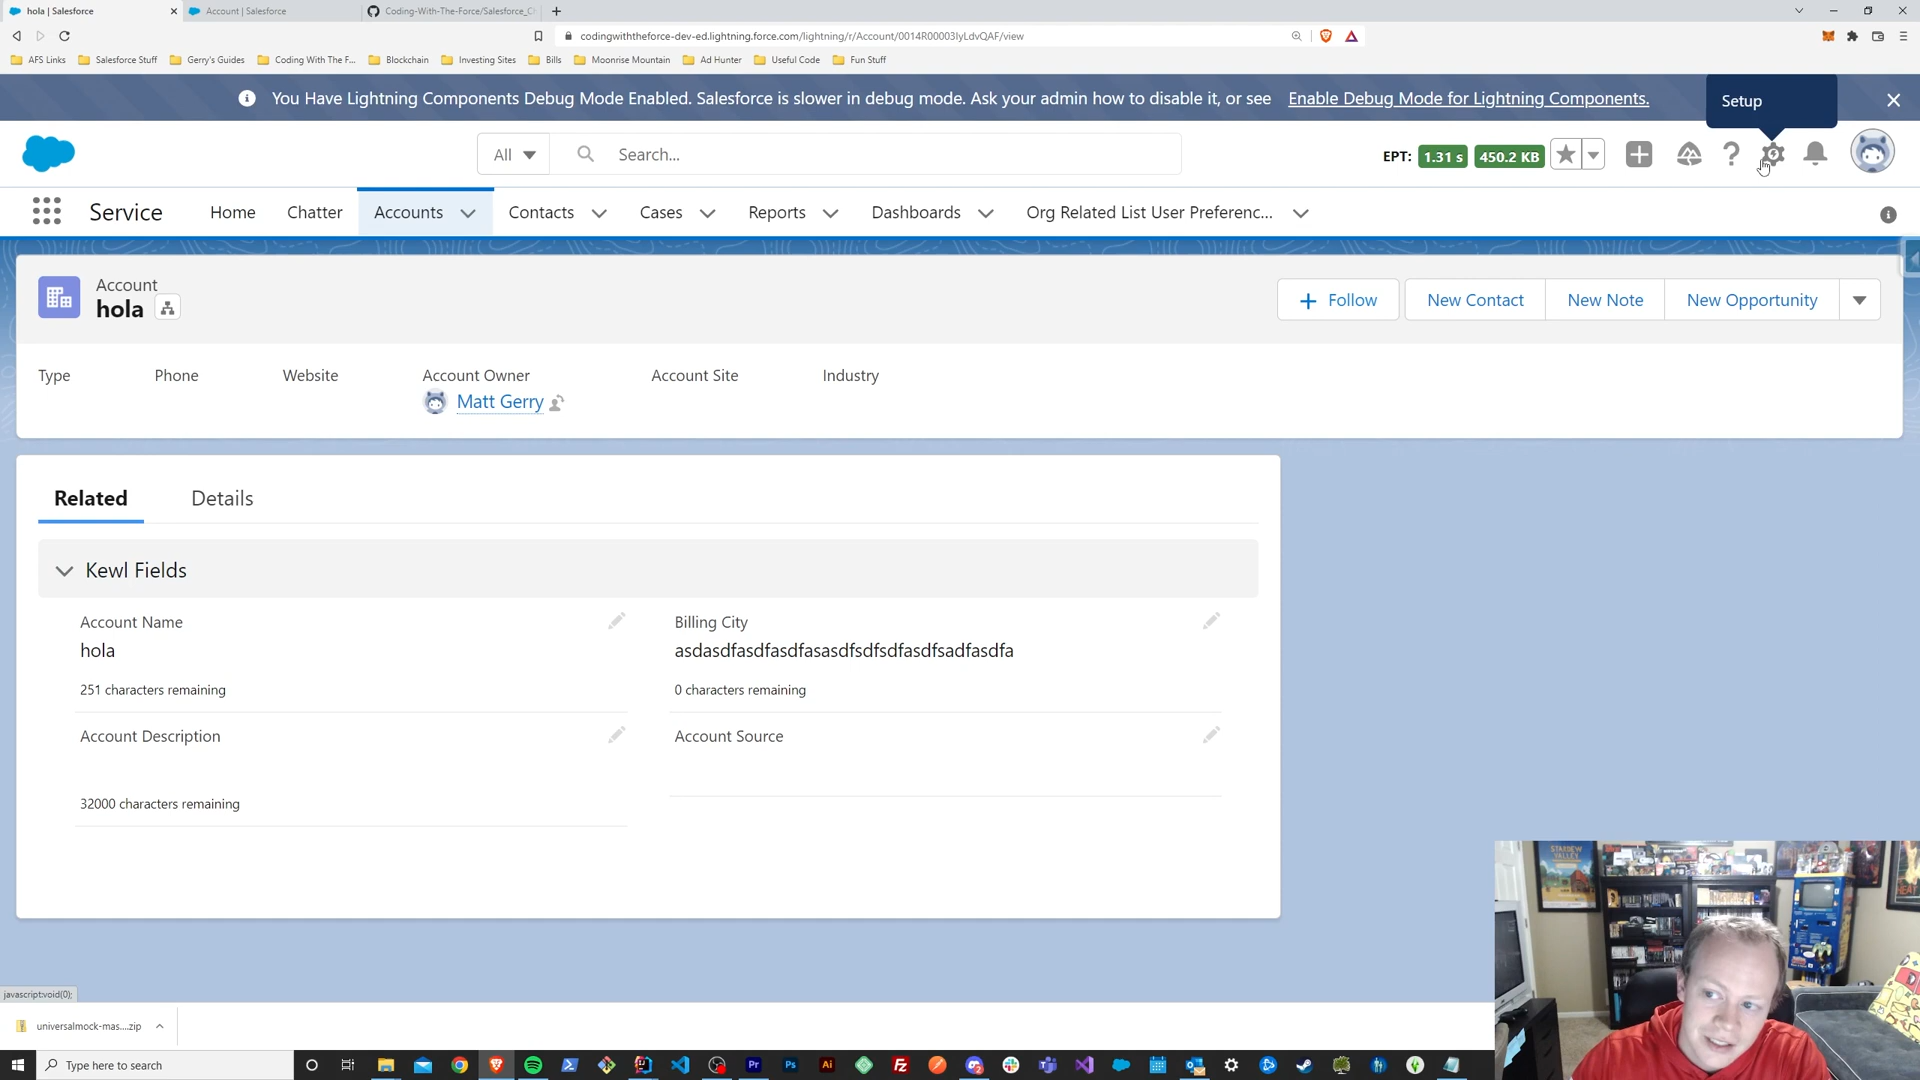 hola | Salesforce
Account | Salesforce
Coding-With-The-Force/Salesforce_C
codingwiththeforce-dev-ed.lightning.force.com/lightning/r/Account/0014R00003IyLdvQAF/view
AFS Links
Salesforce Stuff
Gerry's Guides
Coding With The F...
Blockchain
Investing Sites
Bills
Moonrise Mountain
Ad Hunter
Useful Code
Fun Stuff
You Have Lightning Components Debug Mode Enabled. Salesforce is slower in debug mode. Ask your admin how to disable it, or see Enable Debug Mode for Lightning Components.
Setup
All
Search...
EPT: 1.31 s 450.2 KB
Service
Home
Chatter
Accounts
Contacts
Cases
Reports
Dashboards
Org Related List User Preferenc...
Account
hola
Follow
New Contact
New Note
New Opportunity
Type
Phone
Website
Account Owner
Account Site
Industry
Matt Gerry
Related
Details
Kewl Fields
Account Name
Billing City
hola
asdasdfasdfasdfasasdfsdfsdfasdfsadfasdfa
251 characters remaining
0 characters remaining
Account Description
Account Source
32000 characters remaining
STARDEW VALLEY
javascript:void(0);
universalmock-mas....zip
Type here to search